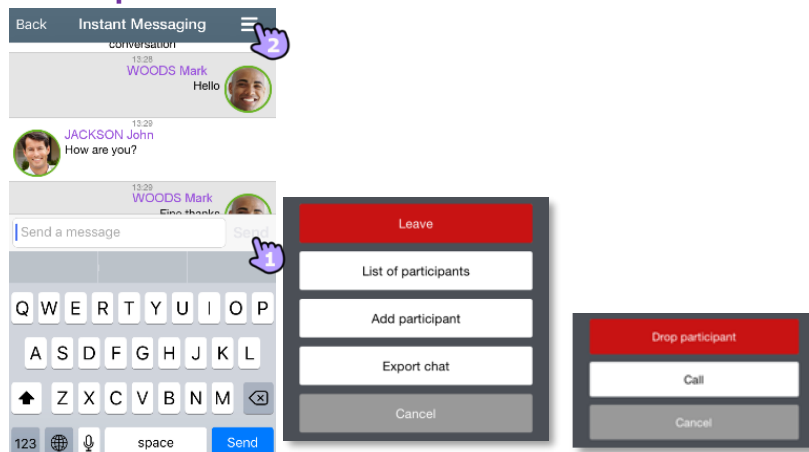 Back Instant Messaging
2
conversation
13:28
WOODS Mark
Hello
13:29
JACKSON John
How are you?
13:29
WOODS Mark
Fine thanks
Send a message Send
1
Q W E R T Y U I O P
A S D F G H J K L
Z X C V B N M
123 space Send
Leave
List of participants
Add participant
Export chat
Cancel
Drop participant
Call
Cancel